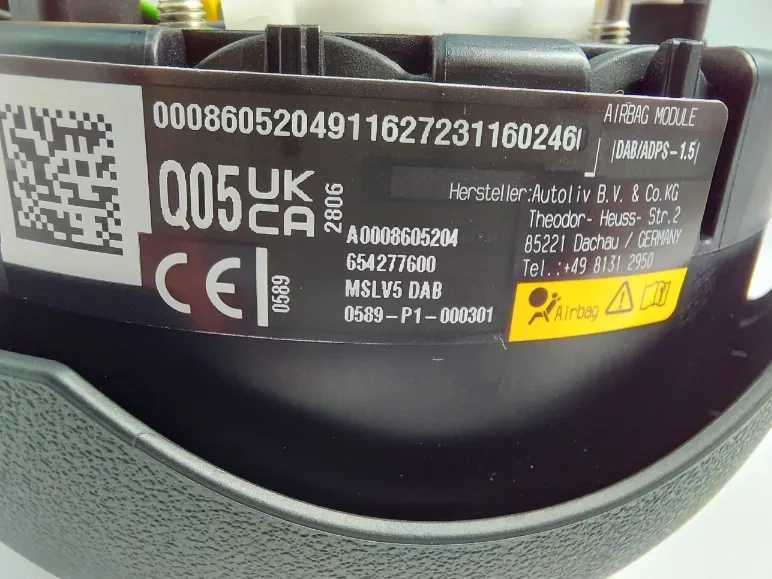 0008605204911627231160246
AIRBAG MODULE
|DAB/ADPS-1.5|
Q05
UK
CA
2806
Hersteller:Autoliv B.V. & Co.KG
Theodor- Heuss- Str.2
85221 Dachau / GERMANY
Tel.:+49 8131 2950
A0008605204
654277600
MSLV5 DAB
0589-P1-000301
CE
0589
Airbag